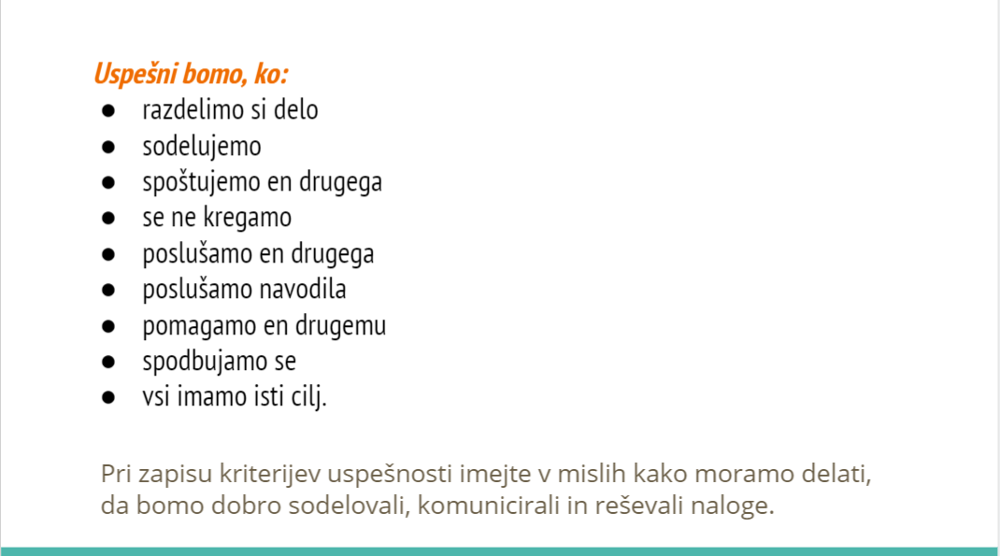 Uspešni bomo, ko:
● razdelimo si delo
● sodelujemo
● spoštujemo en drugega
● se ne kregamo
● poslušamo en drugega
● poslušamo navodila
● pomagamo en drugemu
● spodbujamo se
● vsi imamo isti cilj.
Pri zapisu kriterijev uspešnosti imejte v mislih kako moramo delati,
da bomo dobro sodelovali, komunicirali in reševali naloge.